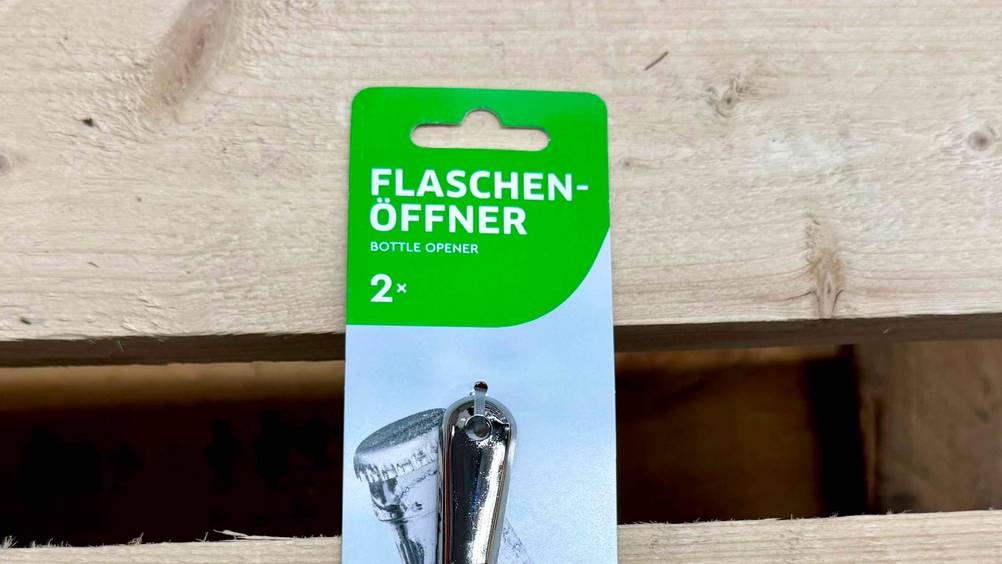 FLASCHEN-
ÖFFNER
BOTTLE OPENER
2×